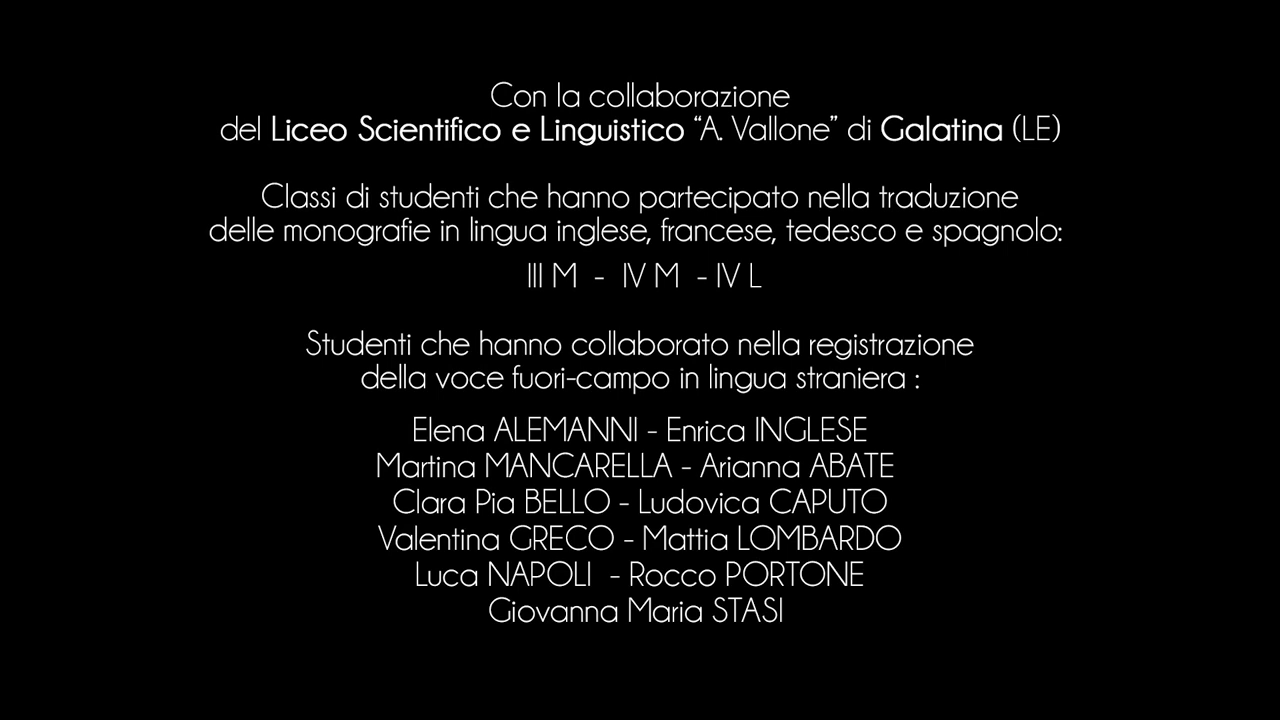 Con la collaborazione
del Liceo Scientifico e Linguistico “A. Vallone” di Galatina (LE)
Classi di studenti che hanno partecipato nella traduzione
delle monografie in lingua inglese, francese, tedesco e spagnolo:
III M - IV M - IV L
Studenti che hanno collaborato nella registrazione
della voce fuori-campo in lingua straniera :
Elena ALEMANNI - Enrica INGLESE
Martina MANCARELLA - Arianna ABATE
Clara Pia BELLO - Ludovica CAPUTO
Valentina GRECO - Mattia LOMBARDO
Luca NAPOLI - Rocco PORTONE
Giovanna Maria STASI